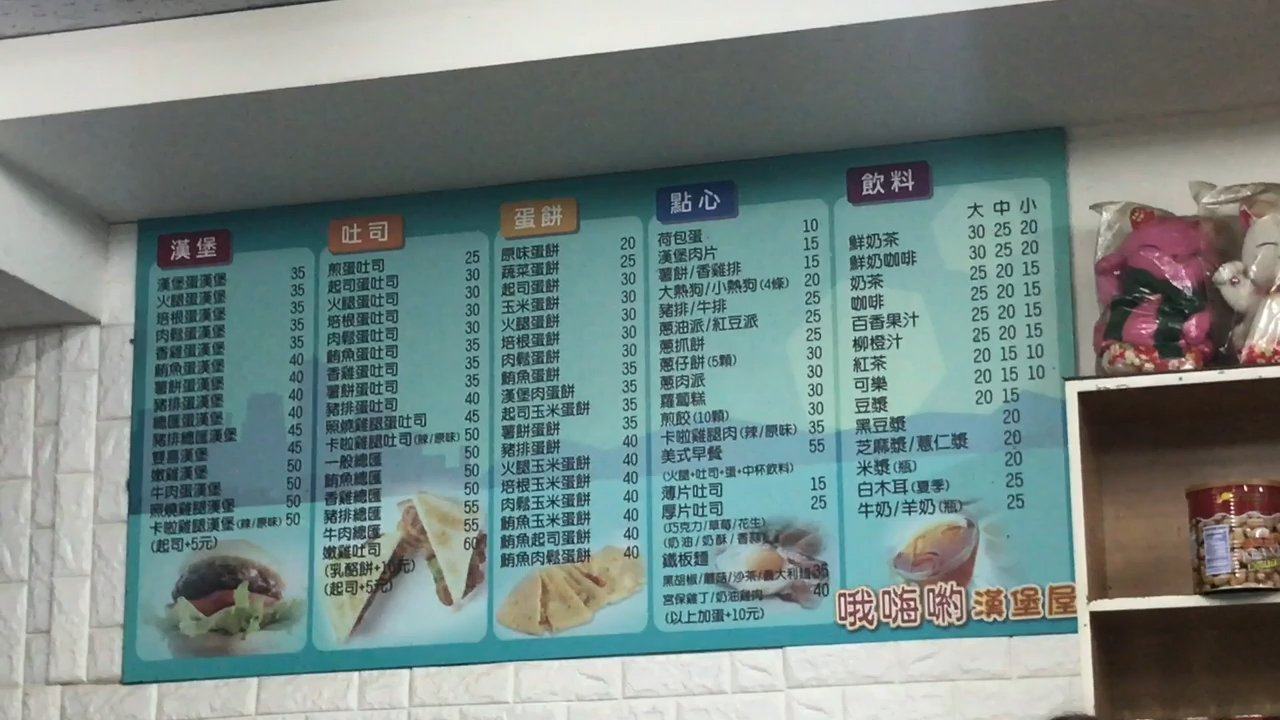 漢堡
漢堡蛋漢堡 35
火腿蛋漢堡 35
培根蛋漢堡 35
肉鬆蛋漢堡 35
香雞蛋漢堡 35
鮪魚蛋漢堡 40
薯餅蛋漢堡 40
豬排蛋漢堡 40
總匯蛋漢堡 45
豬排總匯漢堡 45
雙層漢堡 45
嫩雞漢堡 50
牛肉蛋漢堡 50
照燒雞腿漢堡 50
卡啦雞腿漢堡(辣/原味) 50
(起司+5元)
吐司
煎蛋吐司 25
起司蛋吐司 30
火腿蛋吐司 30
培根蛋吐司 30
肉鬆蛋吐司 30
鮪魚蛋吐司 35
香雞蛋吐司 35
薯餅蛋吐司 35
豬排蛋吐司 40
照燒雞腿蛋吐司 45
卡啦雞腿吐司(辣/原味) 50
一般總匯 45
鮪魚總匯 50
香雞總匯 50
豬排總匯 55
牛肉總匯 55
嫩雞吐司 60
(乳酪餅+10元)
(起司+5元)
蛋餅
原味蛋餅 20
蔬菜蛋餅 25
起司蛋餅 25
玉米蛋餅 30
火腿蛋餅 30
培根蛋餅 30
肉鬆蛋餅 30
鮪魚蛋餅 35
漢堡肉蛋餅 35
起司玉米蛋餅 35
薯餅蛋餅 35
豬排蛋餅 40
火腿玉米蛋餅 40
培根玉米蛋餅 40
肉鬆玉米蛋餅 40
鮪魚玉米蛋餅 40
鮪魚起司蛋餅 40
鮪魚肉鬆蛋餅 40
點心
荷包蛋 10
漢堡肉片 15
薯餅/香雞排 15
大熱狗/小熱狗(4條) 20
豬排/牛排 25
蔥油派/紅豆派 25
蔥抓餅 25
蔥仔餅(5顆) 30
蔥肉派 30
蘿蔔糕 30
煎餃(10顆) 30
卡啦雞腿肉(辣/原味) 35
美式早餐 55
(火腿+吐司+蛋+中杯飲料)
薄片吐司 15
厚片吐司 25
(巧克力/草莓/花生)
(奶油/奶酥/香蒜)
鐵板麵
黑胡椒/蘑菇/沙茶/義大利麵 35
宮保雞丁/奶油雞肉 40
(以上加蛋+10元)
飲料
大 中 小
鮮奶茶 30 25 20
鮮奶咖啡 30 25 20
奶茶 25 20 15
咖啡 25 20 15
百香果汁 25 20 15
柳橙汁 25 20 15
紅茶 20 15 10
可樂 20 15 10
豆漿 20 15
黑豆漿 20
芝麻漿/薏仁漿 20
米漿(瓶) 20
白木耳(夏季) 25
牛奶/羊奶(瓶) 25
哦嗨喲漢堡屋